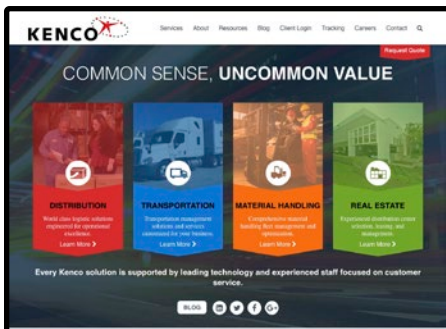 KENCO
Services About Resources Blog Client Login Tracking Careers Contact
Request Quote
COMMON SENSE, UNCOMMON VALUE
DISTRIBUTION
World class logistic solutions
engineered for operational
excellence.
Learn More
TRANSPORTATION
Transportation management
solutions and services
customized for your business.
Learn More
MATERIAL HANDLING
Comprehensive material
handling fleet management and
optimization.
Learn More
REAL ESTATE
Experienced distribution center
solution, leasing, and
management.
Learn More
Every Kenco solution is supported by leading technology and experienced staff focused on customer
service.
BLOG